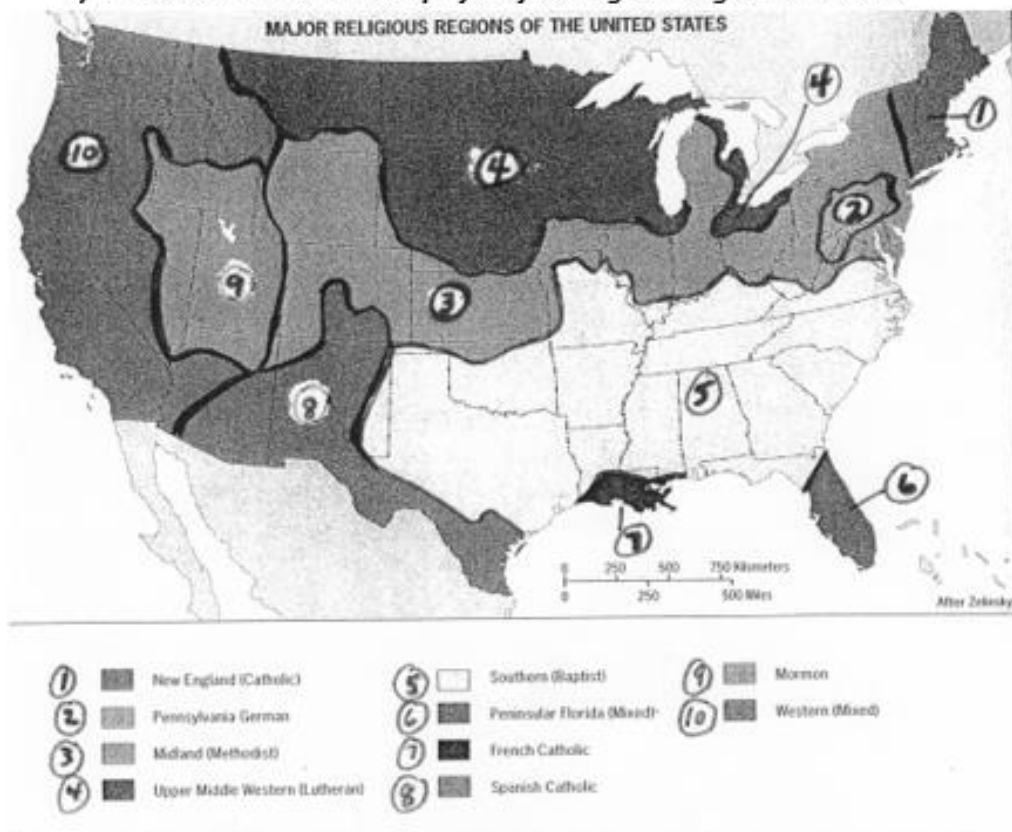 MAJOR RELIGIOUS REGIONS OF THE UNITED STATES
4
1
10
4
2
9
3
8
5
6
7
0 250 500 750 Kilometers
0 250 500 Miles
After Zelinsky
1 New England (Catholic)
2 Pennsylvania German
3 Midland (Methodist)
4 Upper Middle Western (Lutheran)
5 Southern (Baptist)
6 Peninsular Florida (Mixed)
7 French Catholic
8 Spanish Catholic
9 Mormon
10 Western (Mixed)